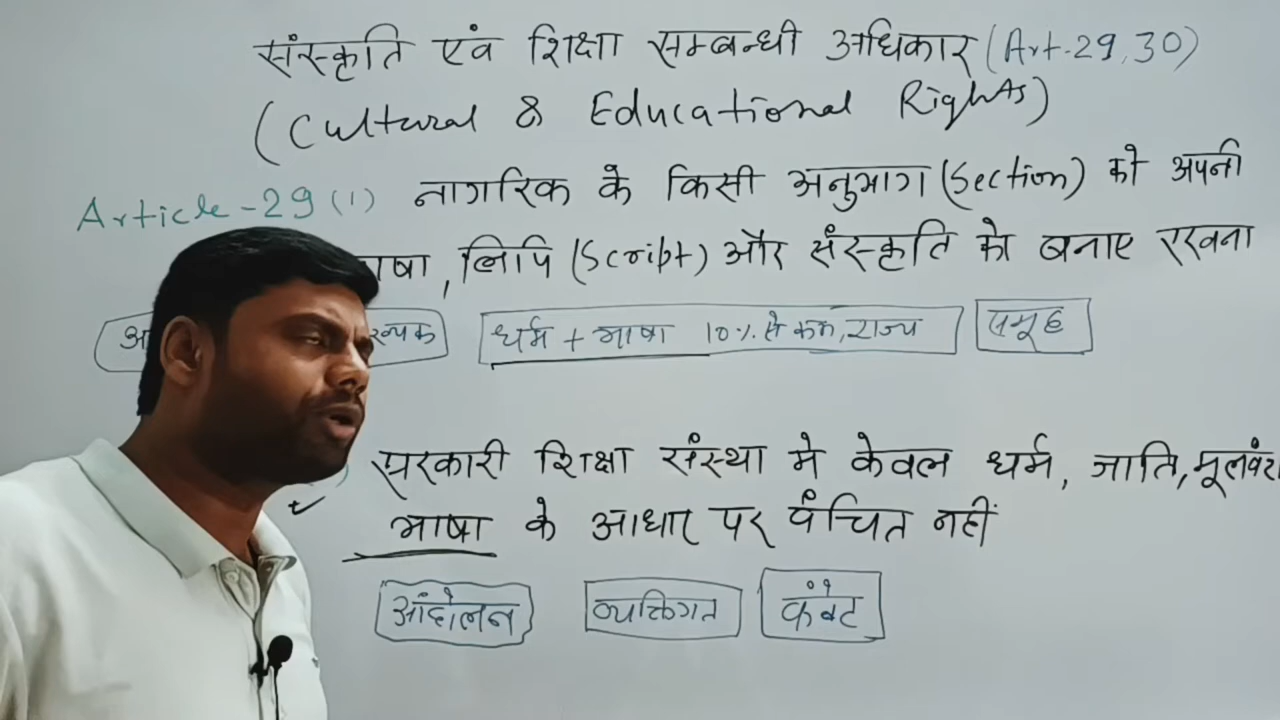 संस्कृति एवं शिक्षा सम्बन्धी अधिकार (Art-29,30)
(Cultural & Educational Rights)
Article-29(1) नागरिक के किसी अनुभाग (Section) को अपनी
, लिपि (Script) और संस्कृति को बनाए रखना
धर्म + भाषा 10% से कम, राज्य समूह
सरकारी शिक्षा संस्था मे केवल धर्म, जाति,
भाषा के आधार पर वंचित नहीं
आंदोलन व्यक्तिगत